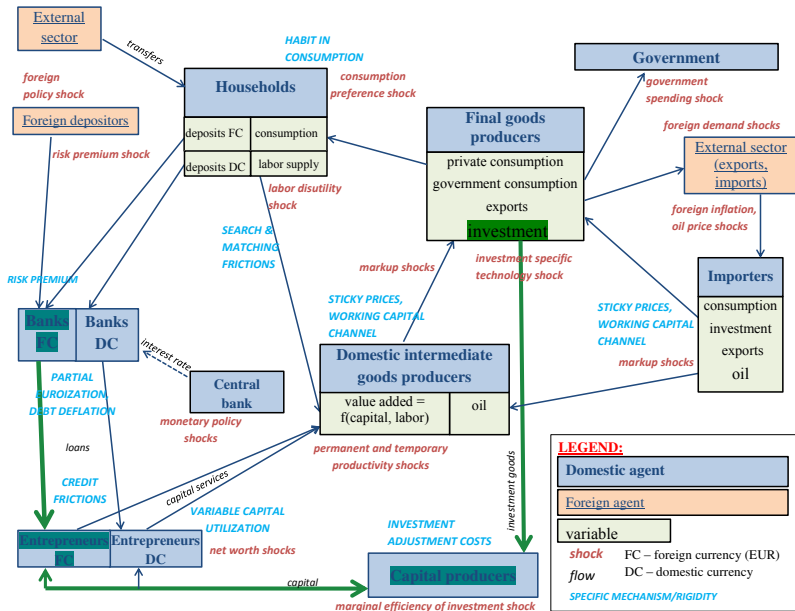 External
sector
transfers
HABIT IN
CONSUMPTION
Households
consumption
preference shock
deposits FC
consumption
deposits DC
labor supply
foreign
policy shock
Foreign depositors
risk premium shock
labor disutility
shock
Government
government
spending shock
Final goods
producers
private consumption
government consumption
exports
investment
foreign demand shocks
External sector
(exports,
imports)
foreign inflation,
oil price shocks
SEARCH &
MATCHING
FRICTIONS
markup shocks
investment specific
technology shock
Importers
consumption
investment
exports
oil
RISK PREMIUM
Banks
FC
Banks
DC
STICKY PRICES,
WORKING CAPITAL
CHANNEL
STICKY PRICES,
WORKING CAPITAL
CHANNEL
markup shocks
interest rate
Central
bank
monetary policy
shocks
Domestic intermediate
goods producers
value added =
f(capital, labor)
oil
permanent and temporary
productivity shocks
PARTIAL
EUROIZATION,
DEBT DEFLATION
loans
CREDIT
FRICTIONS
capital services
VARIABLE CAPITAL
UTILIZATION
net worth shocks
Entrepreneurs
FC
Entrepreneurs
DC
investment goods
INVESTMENT
ADJUSTMENT COSTS
capital
Capital producers
marginal efficiency of investment shock
LEGEND:
Domestic agent
Foreign agent
variable
shock FC – foreign currency (EUR)
flow DC – domestic currency
SPECIFIC MECHANISM/RIGIDITY